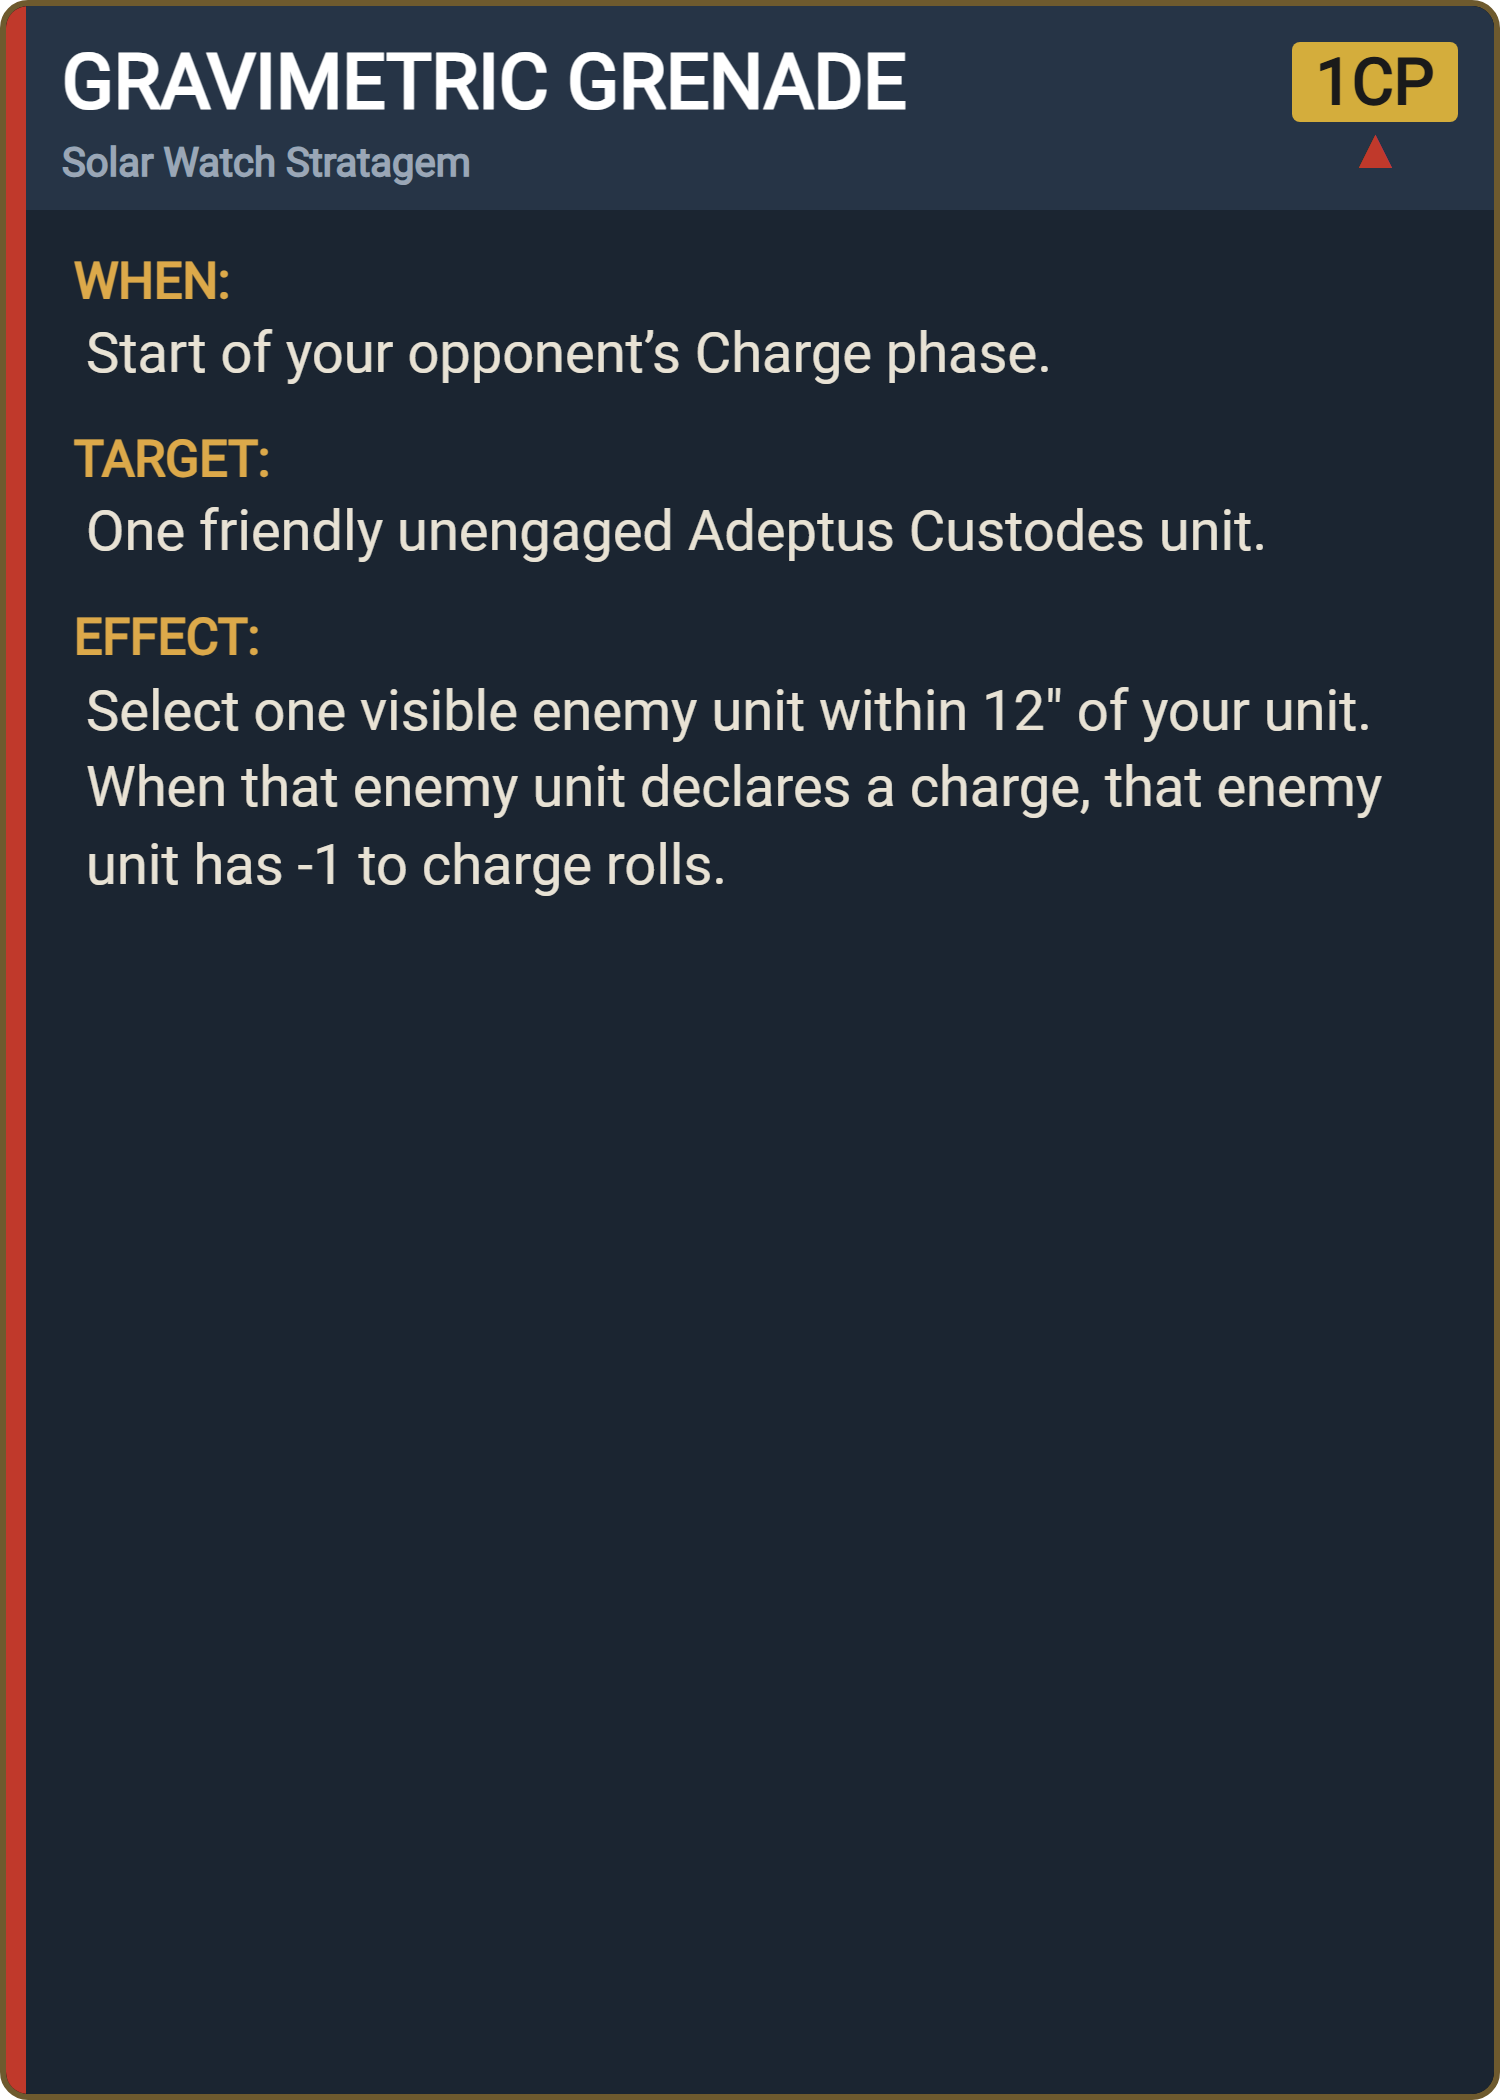 GRAVIMETRIC GRENADE
1CP
Solar Watch Stratagem
WHEN:
Start of your opponent’s Charge phase.
TARGET:
One friendly unengaged Adeptus Custodes unit.
EFFECT:
Select one visible enemy unit within 12" of your unit.
When that enemy unit declares a charge, that enemy
unit has -1 to charge rolls.